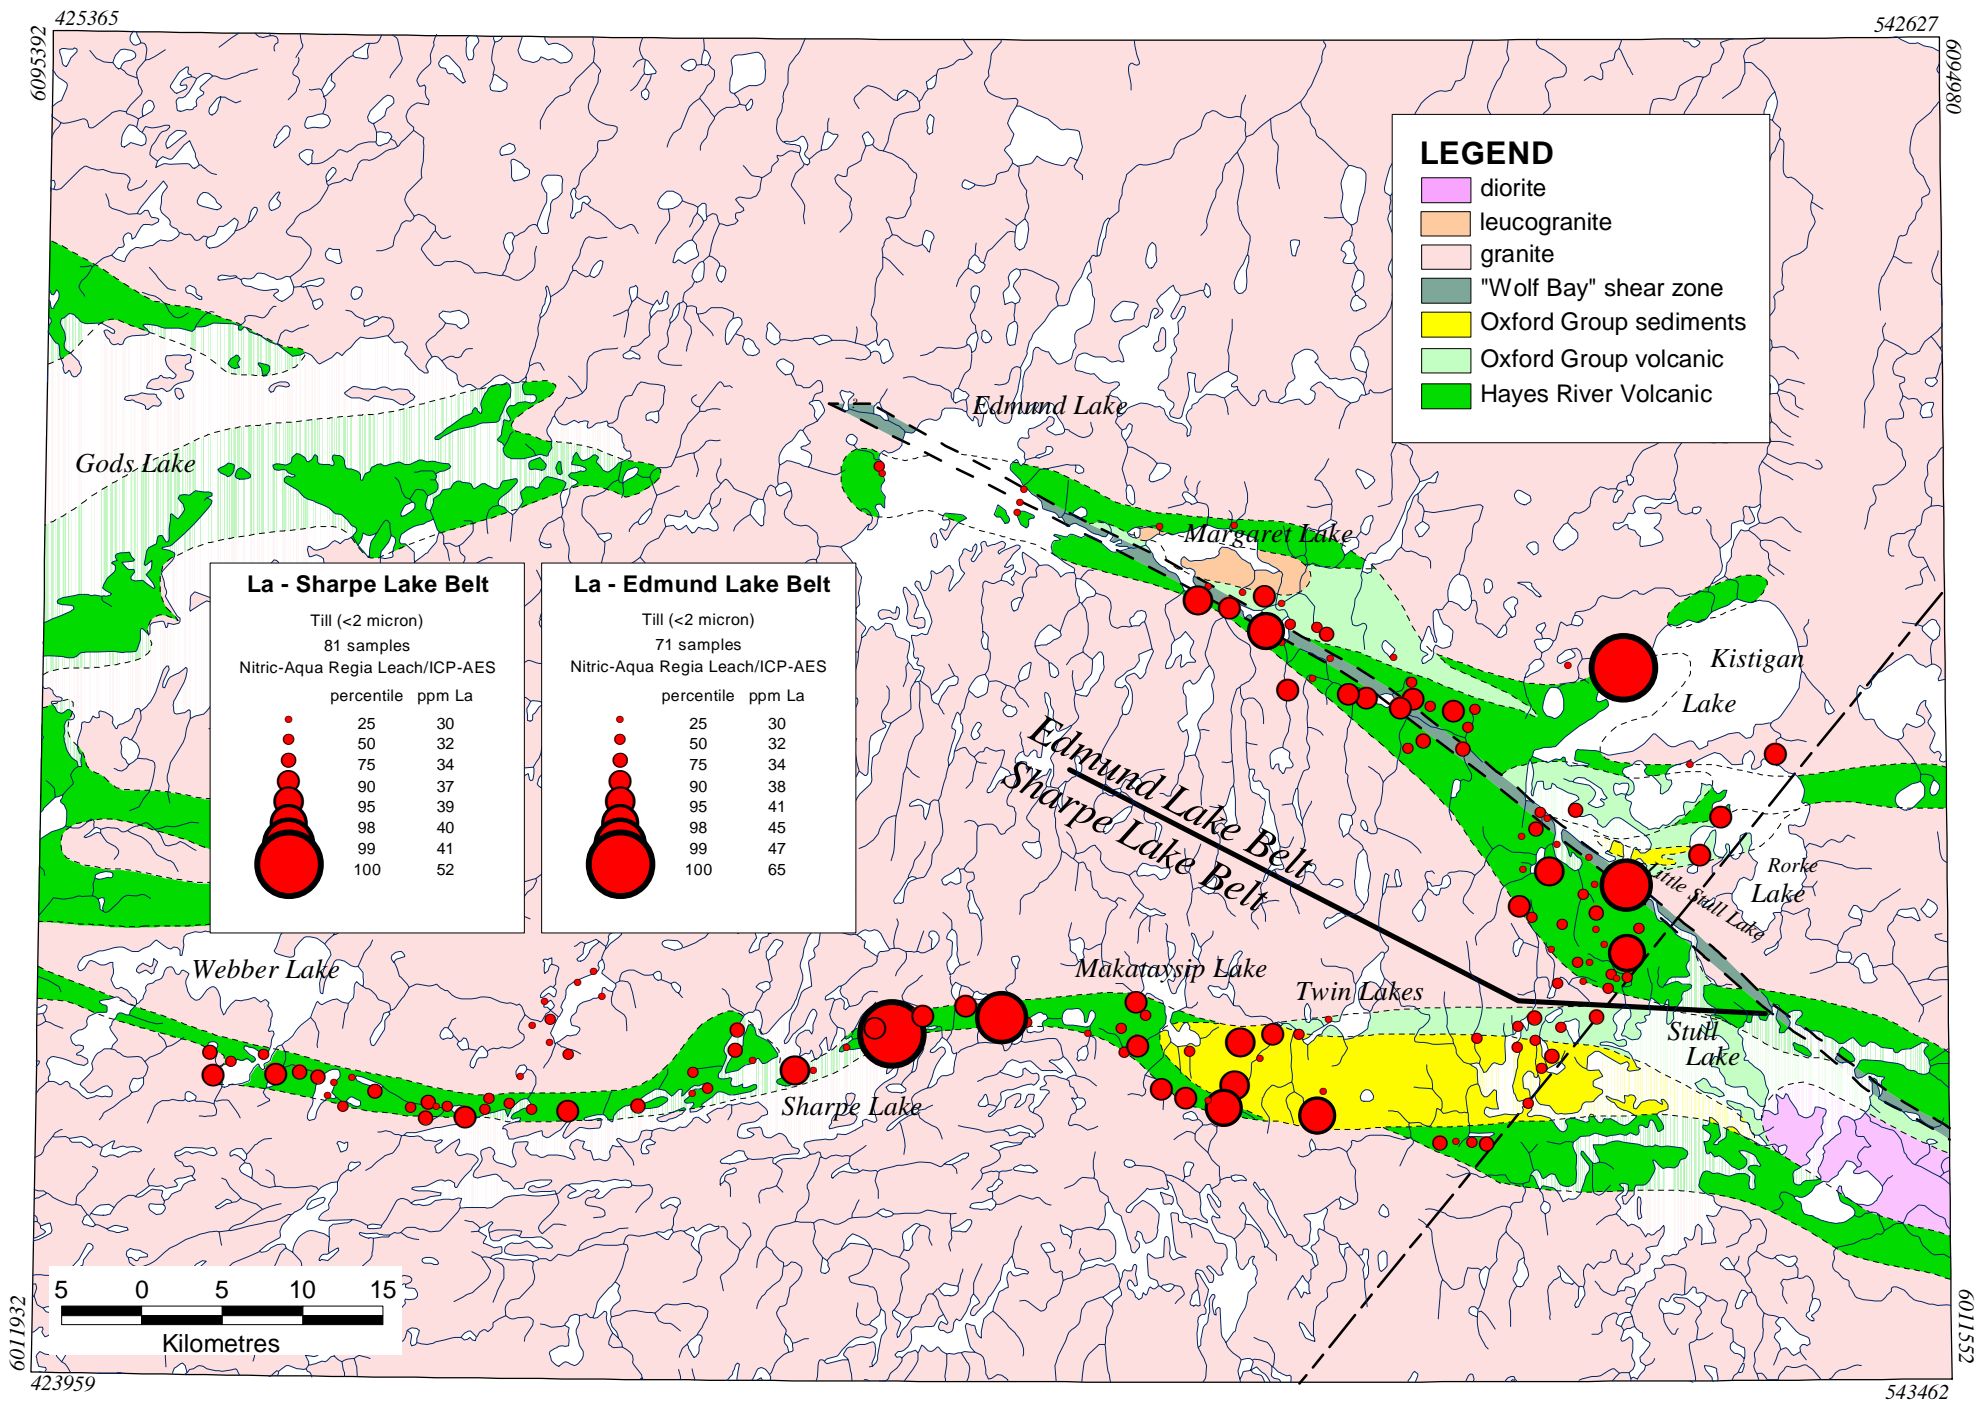 425365
542627
6095392
6094980
LEGEND
diorite
leucogranite
granite
"Wolf Bay" shear zone
Oxford Group sediments
Oxford Group volcanic
Hayes River Volcanic
Edmund Lake
Gods Lake
Margaret Lake
Kistigan
Lake
La - Sharpe Lake Belt
Till (<2 micron)
81 samples
Nitric-Aqua Regia Leach/ICP-AES
percentile ppm La
25 30
50 32
75 34
90 37
95 39
98 40
99 41
100 52
La - Edmund Lake Belt
Till (<2 micron)
71 samples
Nitric-Aqua Regia Leach/ICP-AES
percentile ppm La
25 30
50 32
75 34
90 38
95 41
98 45
99 47
100 65
Edmund Lake Belt
Sharpe Lake Belt
Little Stull Lake
Rorke
Lake
Webber Lake
Makataysip Lake
Twin Lakes
Stull
Lake
Sharpe Lake
5 0 5 10 15
Kilometres
6011932
6011552
423959
543462